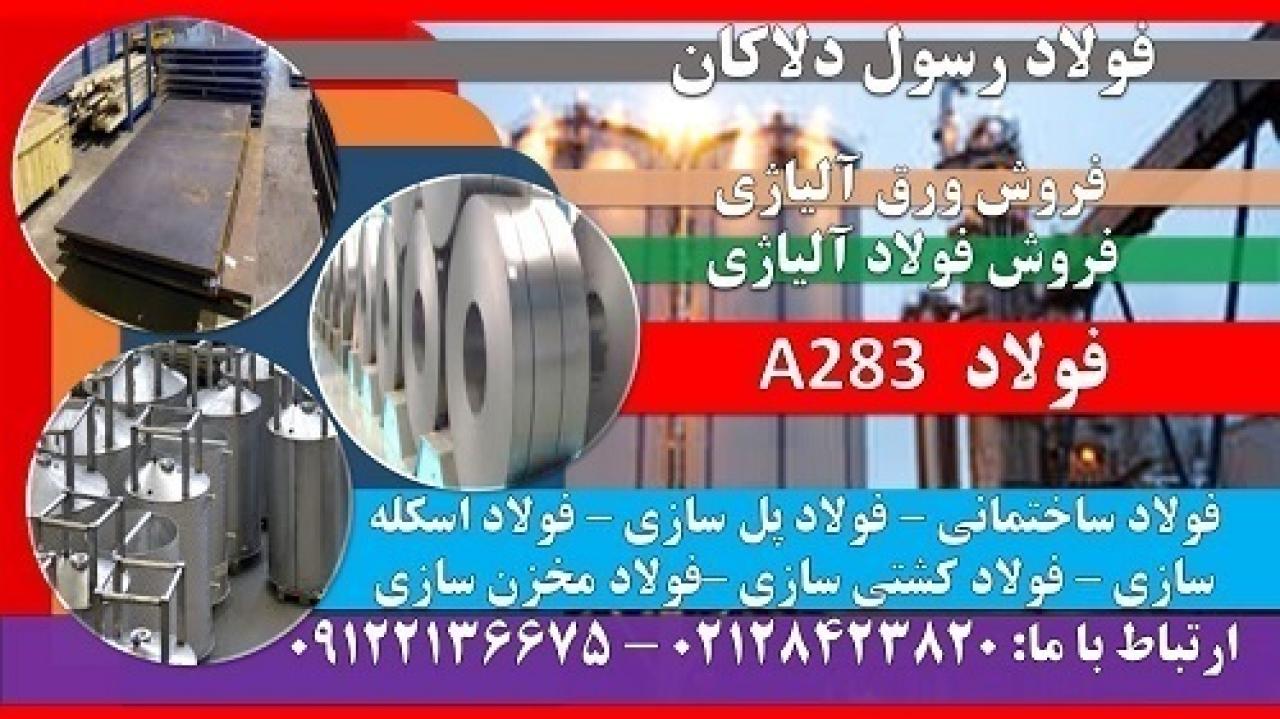 فولاد رسول دلاکان
فروش ورق آلیاژی
فروش فولاد آلیاژی
فولاد A283
فولاد ساختمانی – فولاد پل سازی – فولاد اسکله
سازی – فولاد کشتی سازی –فولاد مخزن سازی
ارتباط با ما: ۰۲۱۲۸۴۲۳۸۲۰ – ۰۹۱۲۲۱۳۶۶۷۵